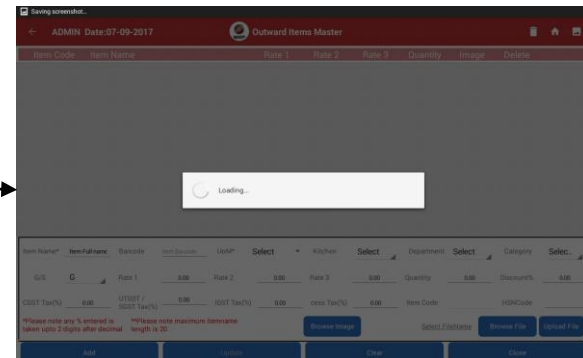 Saving screenshot...
ADMIN Date:07-09-2017 Outward Items Master
Item Code Item Name Rate 1 Rate 2 Rate 3 Quantity Image Delete
Loading...
Item Name* Item Full namc Barcode Item Barcode UpM* Select Kitchen Select Department Select Category Selec..
G/S G Rate 1 0.00 Rate 2 0.00 Rate 3 0.00 Quantity 0.00 Discount% 0.00
CGST Tax(%) 0.00 UTGST / SGST Tax(%) 0.00 IGST Tax(%) 0.00 cess Tax(%) 0.00 Item Code HSNCode
*Please note any % entered is **Please note maximum itemname
taken upto 2 digits after decimal length is 20
Browse Image Select FileName Browse File Upload File
Add Update Clear Close